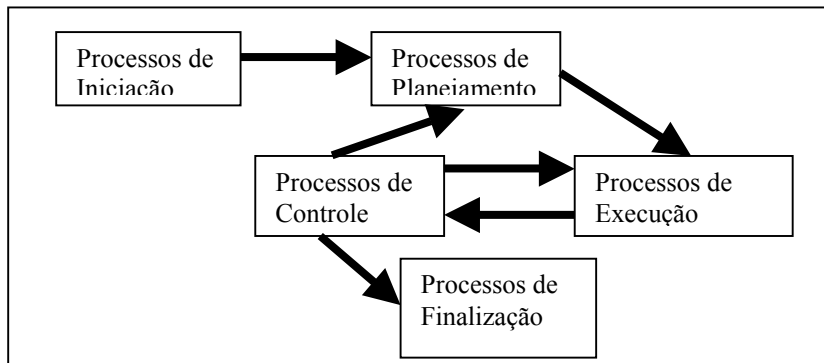 Processos de
Iniciação
Processos de
Planejamento
Processos de
Controle
Processos de
Execução
Processos de
Finalização